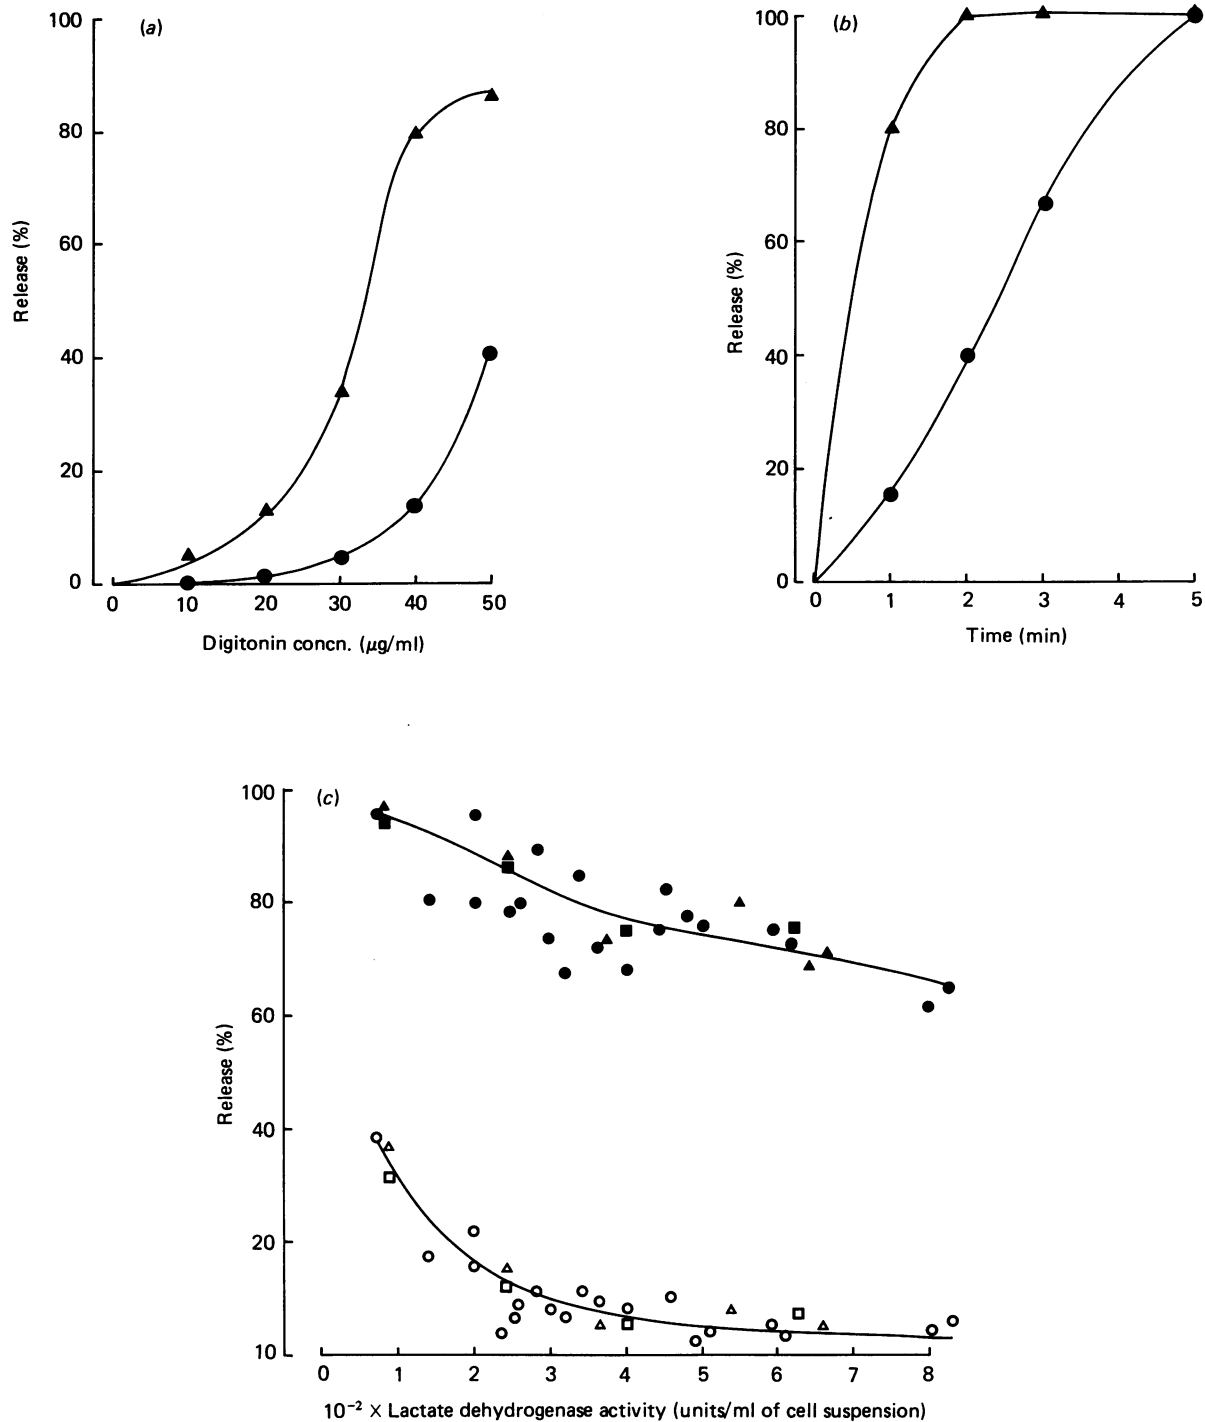 (a)
100
80
60
40
20
0
Release (%)
0 10 20 30 40 50
Digitonin concn. (μg/ml)
(b)
100
80
60
40
20
0
Release (%)
0 1 2 3 4 5
Time (min)
(c)
100
80
60
40
20
10
Release (%)
0 1 2 3 4 5 6 7 8
10⁻² × Lactate dehydrogenase activity (units/ml of cell suspension)